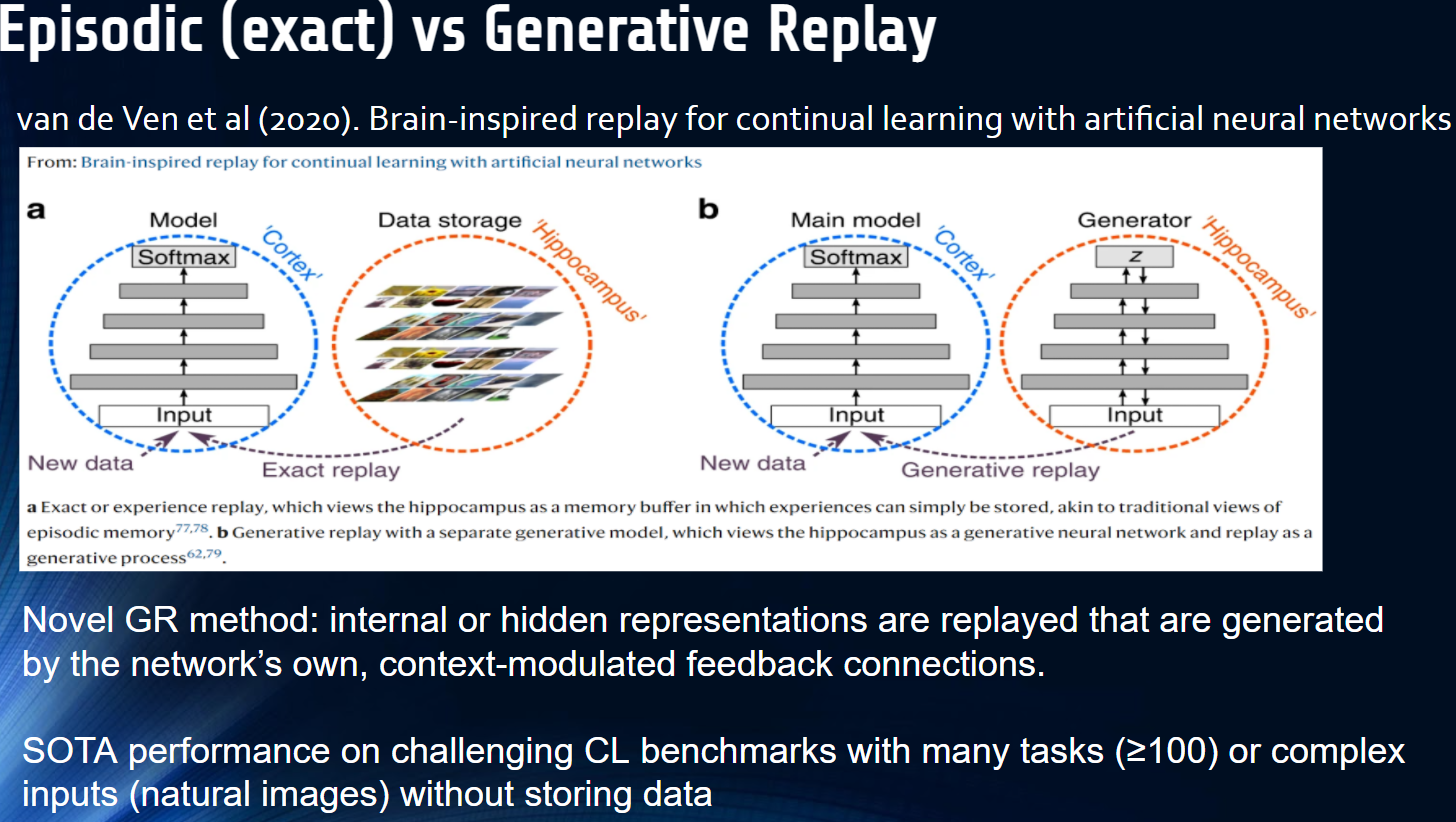 Episodic (exact) vs Generative Replay
van de Ven et al (2020). Brain-inspired replay for continual learning with artificial neural networks
From: Brain-inspired replay for continual learning with artificial neural networks
a
Model
'Cortex'
Softmax
Input
New data
Exact replay
Data storage
'Hippocampus'
b
Main model
'Cortex'
Softmax
Input
New data
Generative replay
Generator
'Hippocampus'
z
Input
a Exact or experience replay, which views the hippocampus as a memory buffer in which experiences can simply be stored, akin to traditional views of
episodic memory77,78. b Generative replay with a separate generative model, which views the hippocampus as a generative neural network and replay as a
generative process62,79.
Novel GR method: internal or hidden representations are replayed that are generated
by the network’s own, context-modulated feedback connections.
SOTA performance on challenging CL benchmarks with many tasks (≥100) or complex
inputs (natural images) without storing data